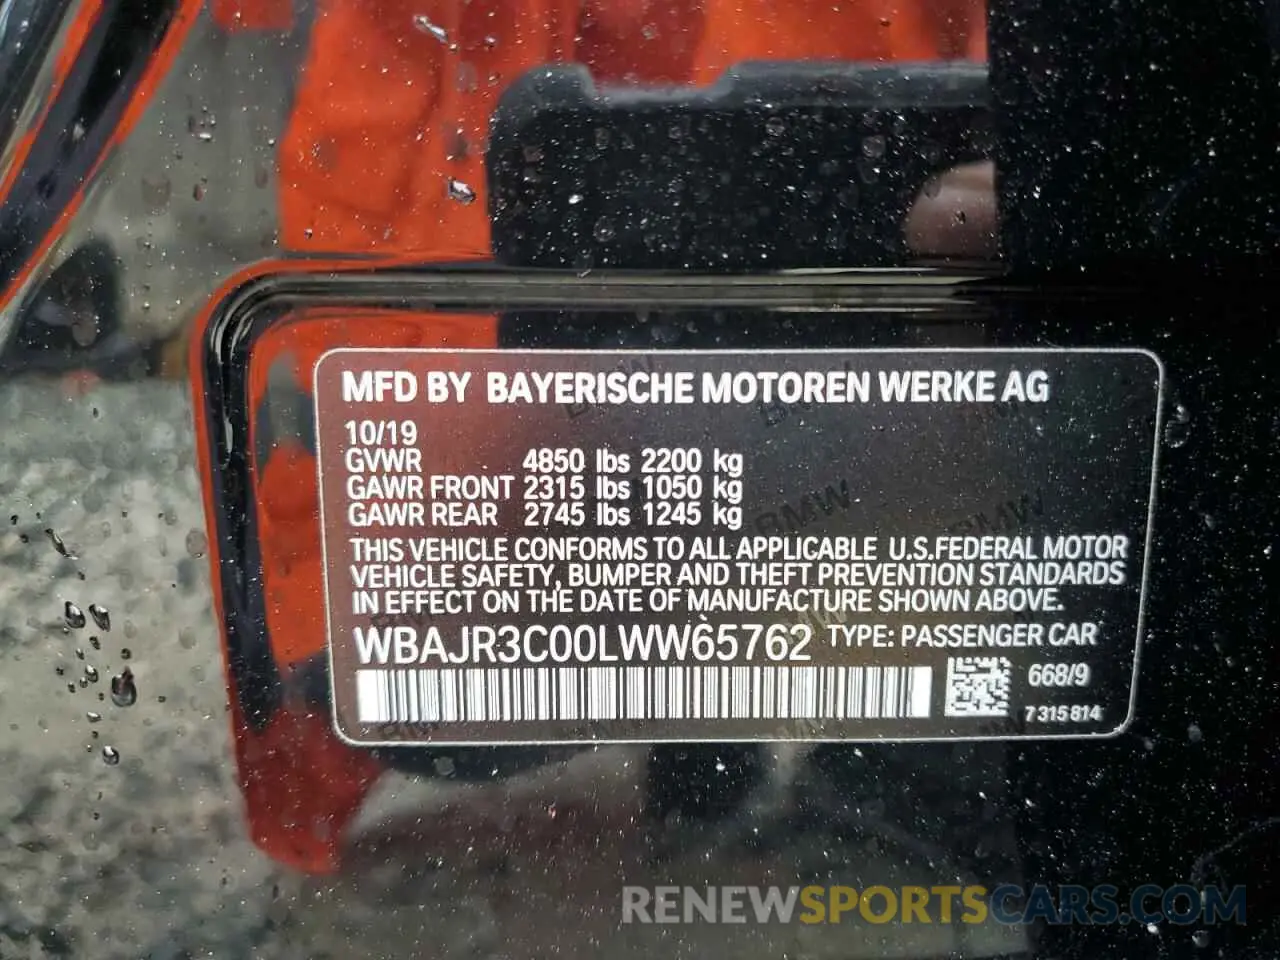 MFD BY BAYERISCHE MOTOREN WERKE AG
10/19
GVWR 4850 lbs 2200 kg
GAWR FRONT 2315 lbs 1050 kg
GAWR REAR 2745 lbs 1245 kg
THIS VEHICLE CONFORMS TO ALL APPLICABLE U.S.FEDERAL MOTOR
VEHICLE SAFETY, BUMPER AND THEFT PREVENTION STANDARDS
IN EFFECT ON THE DATE OF MANUFACTURE SHOWN ABOVE.
WBAJR3C00LWW65762 TYPE: PASSENGER CAR
668/9
7 315 814
RENEWSPORTSCARS.COM